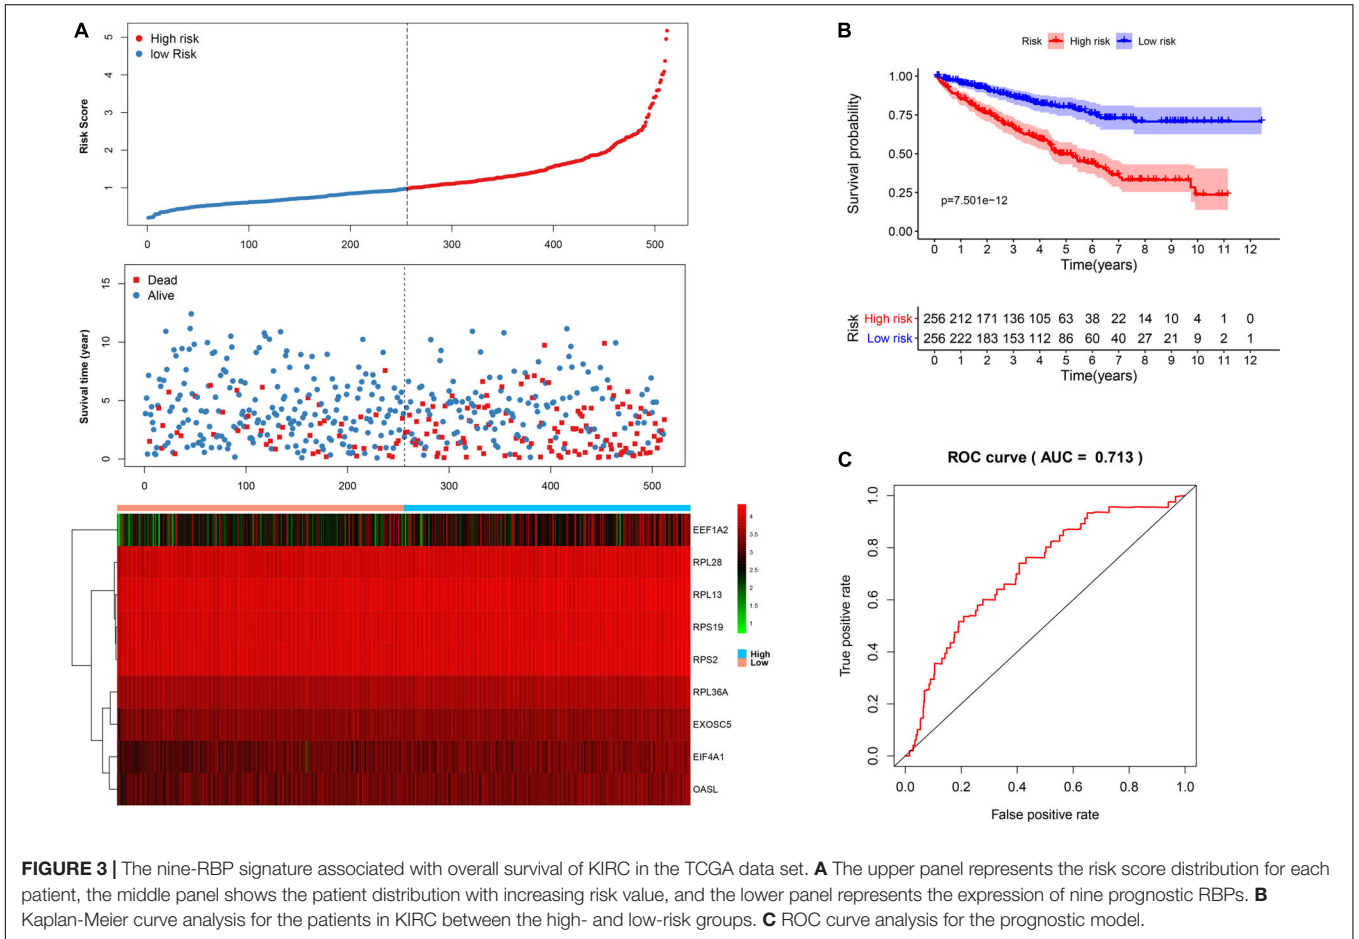 A
High risk
low Risk
Risk Score
5
4
3
2
1
0 100 200 300 400 500
Dead
Alive
Suvival time (year)
15
10
5
0
0 100 200 300 400 500
EEF1A2
RPL28
RPL13
RPS19
RPS2
RPL36A
EXOSC5
EIF4A1
OASL
4
3.5
3
2.5
2
1.5
1
High
Low
B
Risk High risk Low risk
Survival probability
1.00
0.75
0.50
0.25
0.00
p=7.501e−12
0 1 2 3 4 5 6 7 8 9 10 11 12
Time(years)
Risk
High risk 256 212 171 136 105 63 38 22 14 10 4 1 0
Low risk 256 222 183 153 112 86 60 40 27 21 9 2 1
0 1 2 3 4 5 6 7 8 9 10 11 12
Time(years)
C
ROC curve ( AUC = 0.713 )
True positive rate
1.0
0.8
0.6
0.4
0.2
0.0
0.0 0.2 0.4 0.6 0.8 1.0
False positive rate
FIGURE 3 | The nine-RBP signature associated with overall survival of KIRC in the TCGA data set. A The upper panel represents the risk score distribution for each
patient, the middle panel shows the patient distribution with increasing risk value, and the lower panel represents the expression of nine prognostic RBPs. B
Kaplan-Meier curve analysis for the patients in KIRC between the high- and low-risk groups. C ROC curve analysis for the prognostic model.